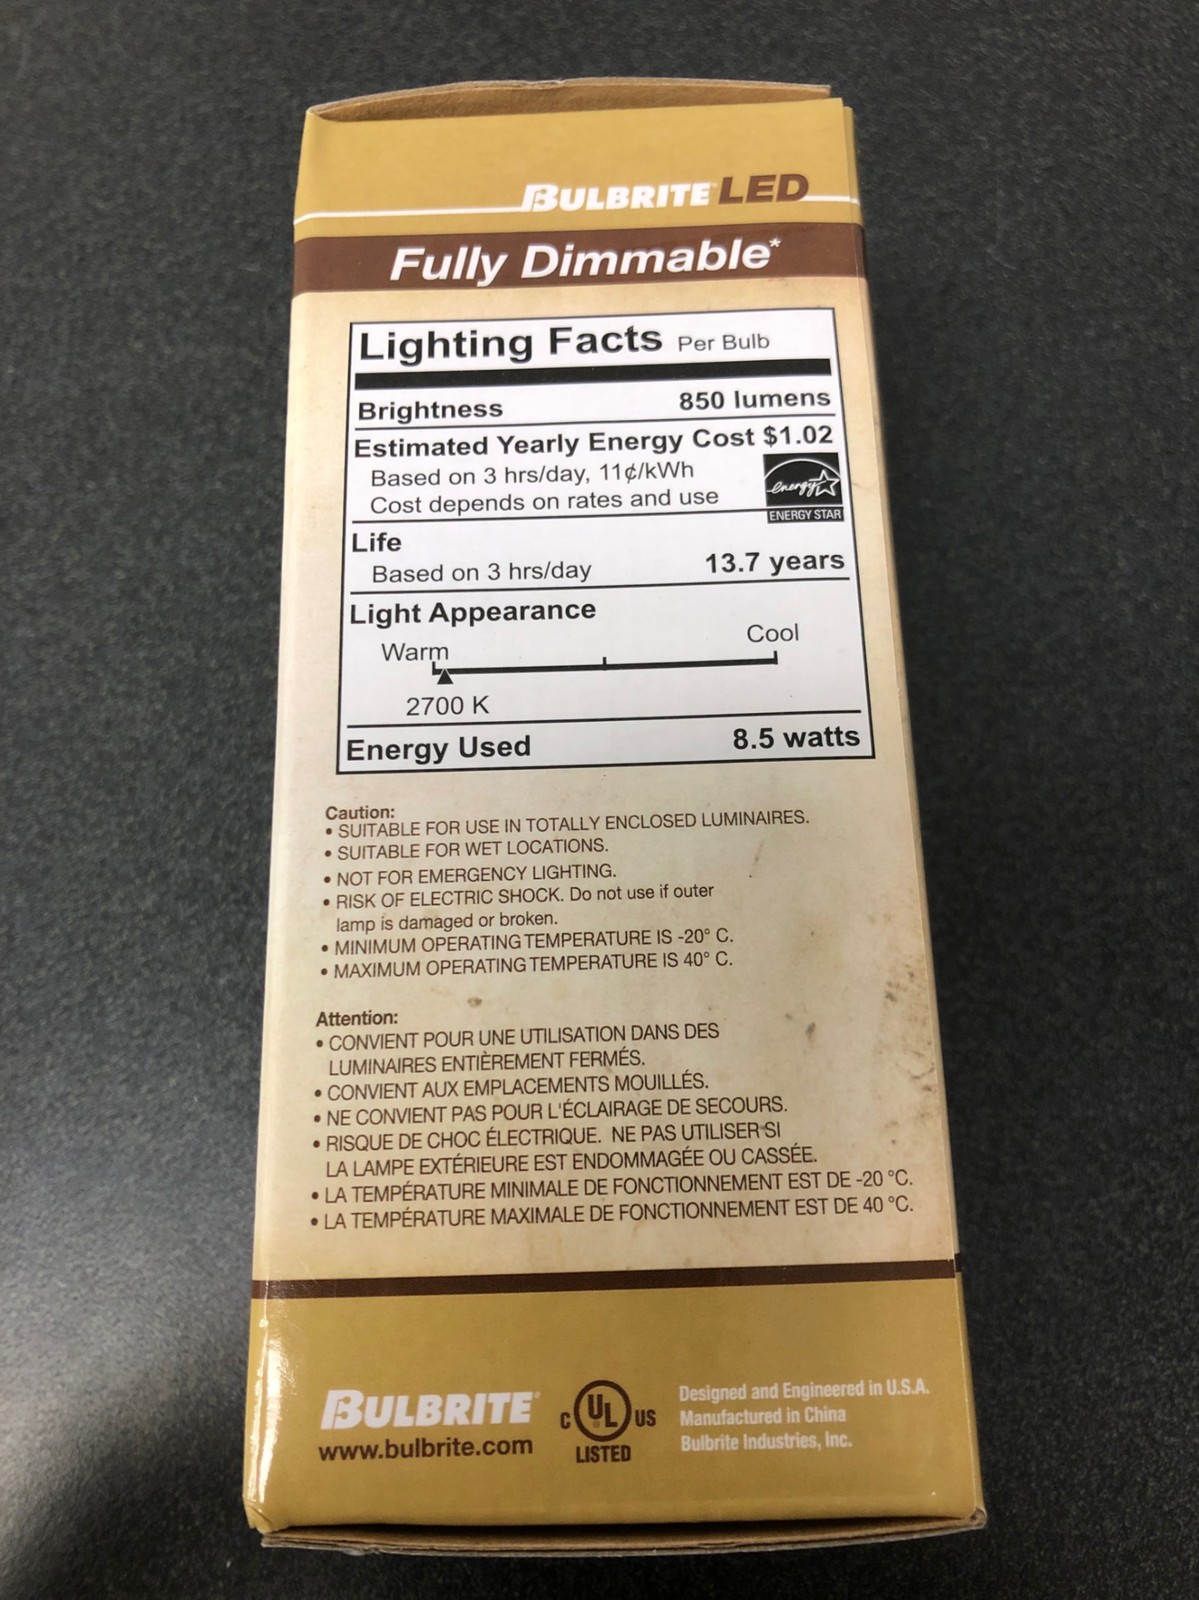 BULBRITE LED
Fully Dimmable*
Lighting Facts Per Bulb
Brightness 850 lumens
Estimated Yearly Energy Cost $1.02
Based on 3 hrs/day, 11¢/kWh
Cost depends on rates and use
energy
ENERGY STAR
Life
Based on 3 hrs/day 13.7 years
Light Appearance
Warm Cool
2700 K
Energy Used 8.5 watts
Caution:
• SUITABLE FOR USE IN TOTALLY ENCLOSED LUMINAIRES.
• SUITABLE FOR WET LOCATIONS.
• NOT FOR EMERGENCY LIGHTING.
• RISK OF ELECTRIC SHOCK. Do not use if outer
lamp is damaged or broken.
• MINIMUM OPERATING TEMPERATURE IS -20° C.
• MAXIMUM OPERATING TEMPERATURE IS 40° C.
Attention:
• CONVIENT POUR UNE UTILISATION DANS DES
LUMINAIRES ENTIÈREMENT FERMÉS.
• CONVIENT AUX EMPLACEMENTS MOUILLÉS.
• NE CONVIENT PAS POUR L'ÉCLAIRAGE DE SECOURS.
• RISQUE DE CHOC ÉLECTRIQUE. NE PAS UTILISER SI
LA LAMPE EXTÉRIEURE EST ENDOMMAGÉE OU CASSÉE.
• LA TEMPÉRATURE MINIMALE DE FONCTIONNEMENT EST DE -20 °C.
• LA TEMPÉRATURE MAXIMALE DE FONCTIONNEMENT EST DE 40 °C.
BULBRITE®
www.bulbrite.com
C UL US
LISTED
Designed and Engineered in U.S.A.
Manufactured in China
Bulbrite Industries, Inc.